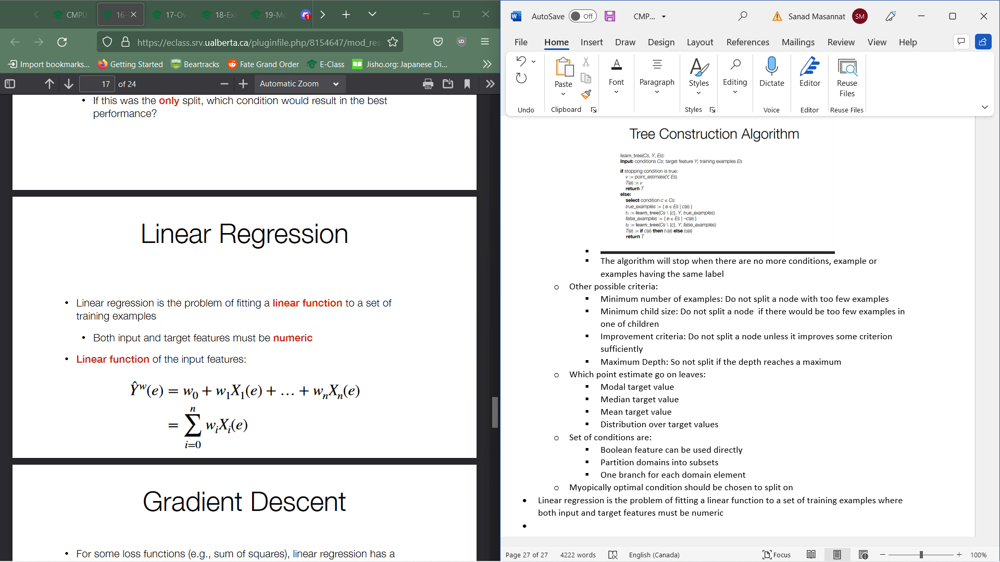 CMPU
16-
17-Ov
18-Exa
19-Mo
1
https://eclass.srv.ualberta.ca/pluginfile.php/8154647/mod_res
Import bookmarks...
Getting Started
Beartracks
Fate Grand Order
E-Class
Jisho.org: Japanese Di...
17
of 24
Automatic Zoom
• If this was the only split, which condition would result in the best
performance?
Linear Regression
• Linear regression is the problem of fitting a linear function to a set of
training examples
• Both input and target features must be numeric
• Linear function of the input features:
Ŷʷ(e) = w₀ + w₁X₁(e) + … + wₙXₙ(e)
n
= ∑ wᵢXᵢ(e)
i=0
Gradient Descent
• For some loss functions (e.g., sum of squares), linear regression has a
AutoSave
Off
CMP...
Sanad Masannat
SM
File
Home
Insert
Draw
Design
Layout
References
Mailings
Review
View
Help
Paste
Font
Paragraph
Styles
Editing
Dictate
Editor
Reuse
Files
Undo
Clipboard
Styles
Voice
Editor
Reuse Files
Tree Construction Algorithm
learn_tree(Cs, Y, Es):
Input: conditions Cs; target feature Y; training examples Es
if stopping condition is true:
v := point_estimate(Y, Es)
T(e) := v
return T
else:
select condition c ∈ Cs
true_examples := { e ∈ Es | c(e) }
t₁ := learn_tree(Cs \ {c}, Y, true_examples)
false_examples := { e ∈ Es | ¬c(e) }
t₀ := learn_tree(Cs \ {c}, Y, false_examples)
T(e) := if c(e) then t₁(e) else t₀(e)
return T
▪
▪ The algorithm will stop when there are no more conditions, example or
examples having the same label
o Other possible criteria:
▪ Minimum number of examples: Do not split a node with too few examples
▪ Minimum child size: Do not split a node  if there would be too few examples in
one of children
▪ Improvement criteria: Do not split a node unless it improves some criterion
sufficiently
▪ Maximum Depth: So not split if the depth reaches a maximum
o Which point estimate go on leaves:
▪ Modal target value
▪ Median target value
▪ Mean target value
▪ Distribution over target values
o Set of conditions are:
▪ Boolean feature can be used directly
▪ Partition domains into subsets
▪ One branch for each domain element
o Myopically optimal condition should be chosen to split on
• Linear regression is the problem of fitting a linear function to a set of training examples where
both input and target features must be numeric
•
Page 27 of 27
4222 words
English (Canada)
Focus
100%